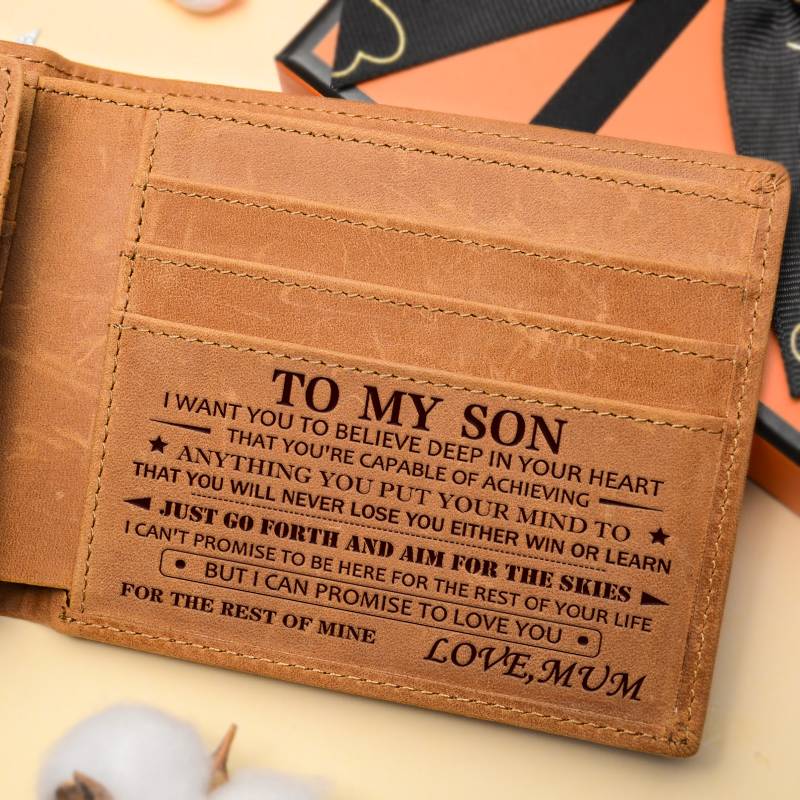 TO MY SON
I WANT YOU TO BELIEVE DEEP IN YOUR HEART
THAT YOU'RE CAPABLE OF ACHIEVING
ANYTHING YOU PUT YOUR MIND TO
THAT YOU WILL NEVER LOSE YOU EITHER WIN OR LEARN
JUST GO FORTH AND AIM FOR THE SKIES
I CAN'T PROMISE TO BE HERE FOR THE REST OF YOUR LIFE
BUT I CAN PROMISE TO LOVE YOU
FOR THE REST OF MINE
LOVE,MUM